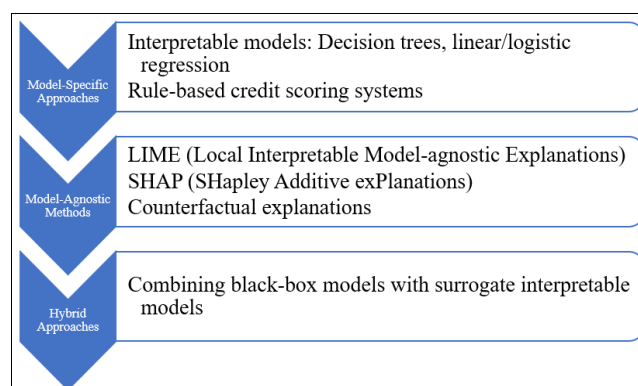 Model-Specific
Approaches
Interpretable models: Decision trees, linear/logistic
regression
Rule-based credit scoring systems
Model-Agnostic
Methods
LIME (Local Interpretable Model-agnostic Explanations)
SHAP (SHapley Additive exPlanations)
Counterfactual explanations
Hybrid
Approaches
Combining black-box models with surrogate interpretable
models